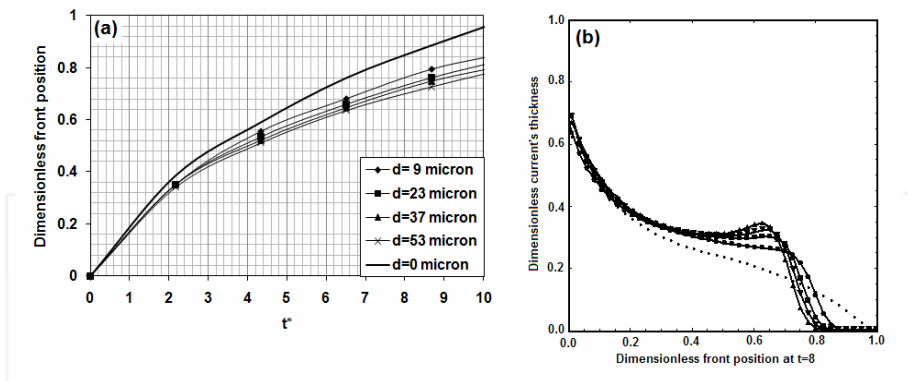 (a)
Dimensionless front position
1
0.8
0.6
0.4
0.2
0
0 1 2 3 4 5 6 7 8 9 10
t*
d= 9 micron
d=23 micron
d=37 micron
d=53 micron
d=0 micron
(b)
Dimensionless current's thickness
1.0
0.8
0.6
0.4
0.2
0.0
0.0 0.2 0.4 0.6 0.8 1.0
Dimensionless front position at t=8